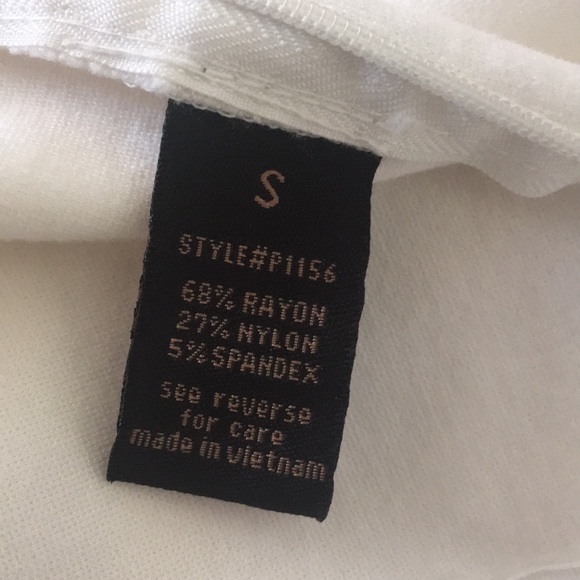 S
STYLE#P1156
68% RAYON
27% NYLON
5% SPANDEX
see reverse
for care
made in vietnam